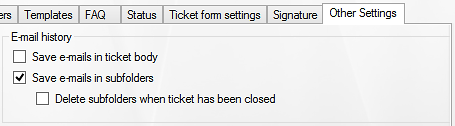 Templates FAQ Status Ticket form settings Signature Other Settings
E-mail history
Save e-mails in ticket body
Save e-mails in subfolders
Delete subfolders when ticket has been closed